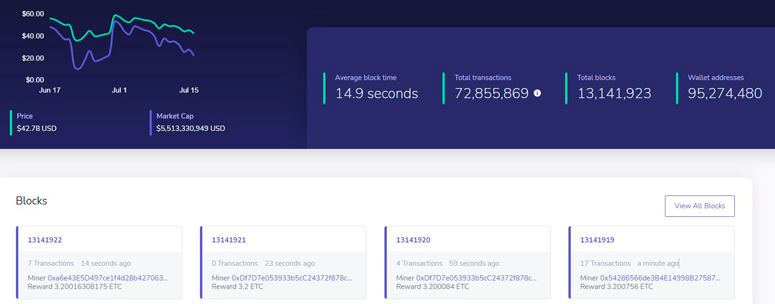 $60.00
$40.00
$20.00
$0.00
Jun 17 Jul 1 Jul 15
Price
$42.78 USD
Market Cap
$5,513,330,949 USD
Average block time
14.9 seconds
Total transactions
72,855,869
Total blocks
13,141,923
Wallet addresses
95,274,480
Blocks
View All Blocks
13141922
7 Transactions 14 seconds ago
Miner 0xa6e43E5D497ce1f4d28b427063...
Reward 3.20016308175 ETC
13141921
0 Transactions 23 seconds ago
Miner 0xDf7D7e053933b5cC24372f878c...
Reward 3.2 ETC
13141920
4 Transactions 59 seconds ago
Miner 0xDf7D7e053933b5cC24372f878c...
Reward 3.200084 ETC
13141919
17 Transactions a minute ago
Miner 0x54286566de3B4E14998B27587...
Reward 3.200756 ETC